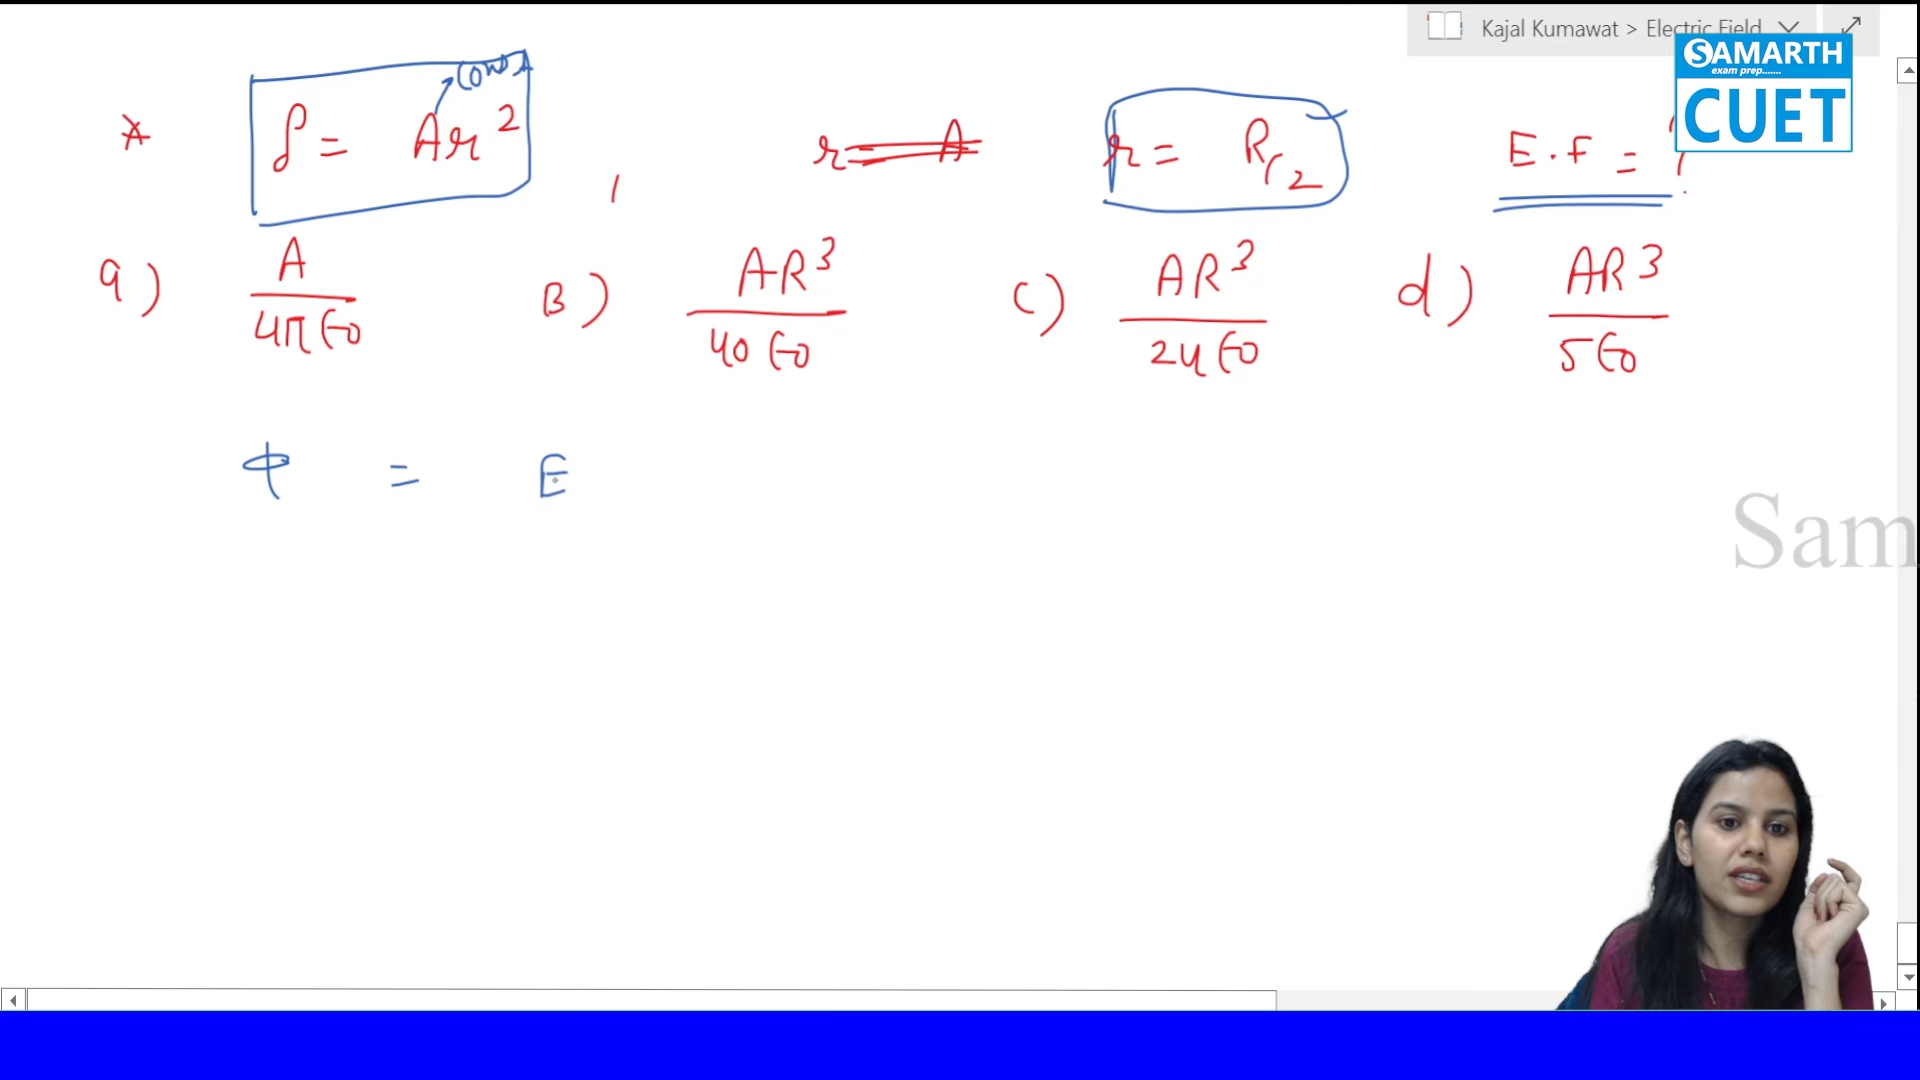 Kajal Kumawat > Electric Field
SAMARTH
exam prep.......
CUET
* ρ = Ar² → const , r = A r = R/2 E.F = ?
a) A/4πϵ0 B) AR³/40ϵ0 c) AR³/24ϵ0 d) AR³/5ϵ0
ϕ = E
Sam